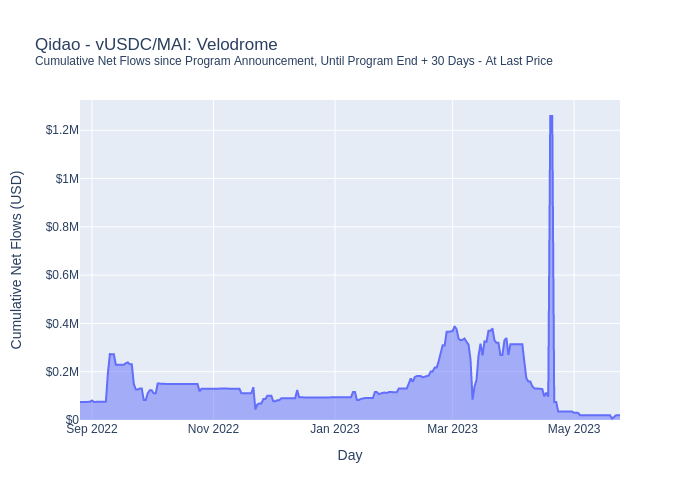 Qidao - vUSDC/MAI: Velodrome
Cumulative Net Flows since Program Announcement, Until Program End + 30 Days - At Last Price
Cumulative Net Flows (USD)
$1.2M
$1M
$0.8M
$0.6M
$0.4M
$0.2M
$0
Sep 2022
Nov 2022
Jan 2023
Mar 2023
May 2023
Day